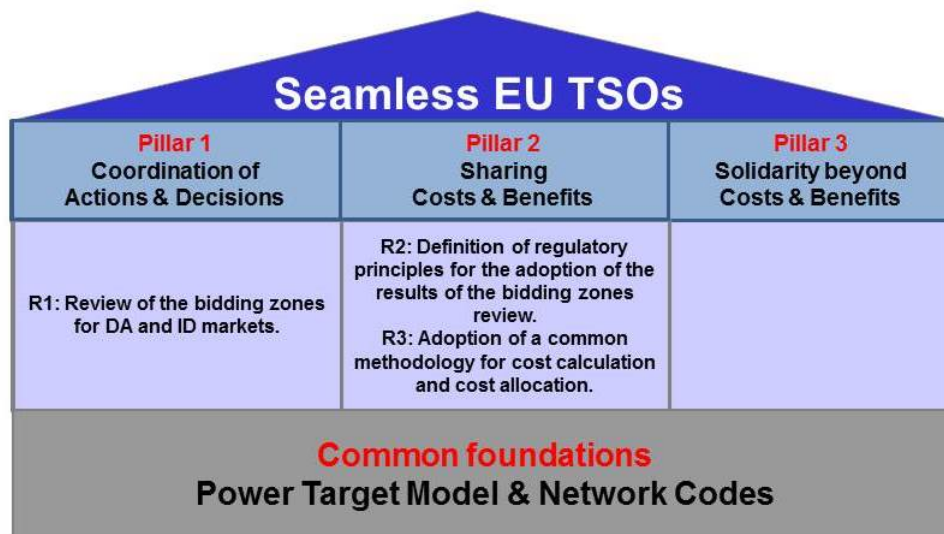 Seamless EU TSOs
Pillar 1
Coordination of
Actions & Decisions
Pillar 2
Sharing
Costs & Benefits
Pillar 3
Solidarity beyond
Costs & Benefits
R1: Review of the bidding zones
for DA and ID markets.
R2: Definition of regulatory
principles for the adoption of the
results of the bidding zones
review.
R3: Adoption of a common
methodology for cost calculation
and cost allocation.
Common foundations
Power Target Model & Network Codes